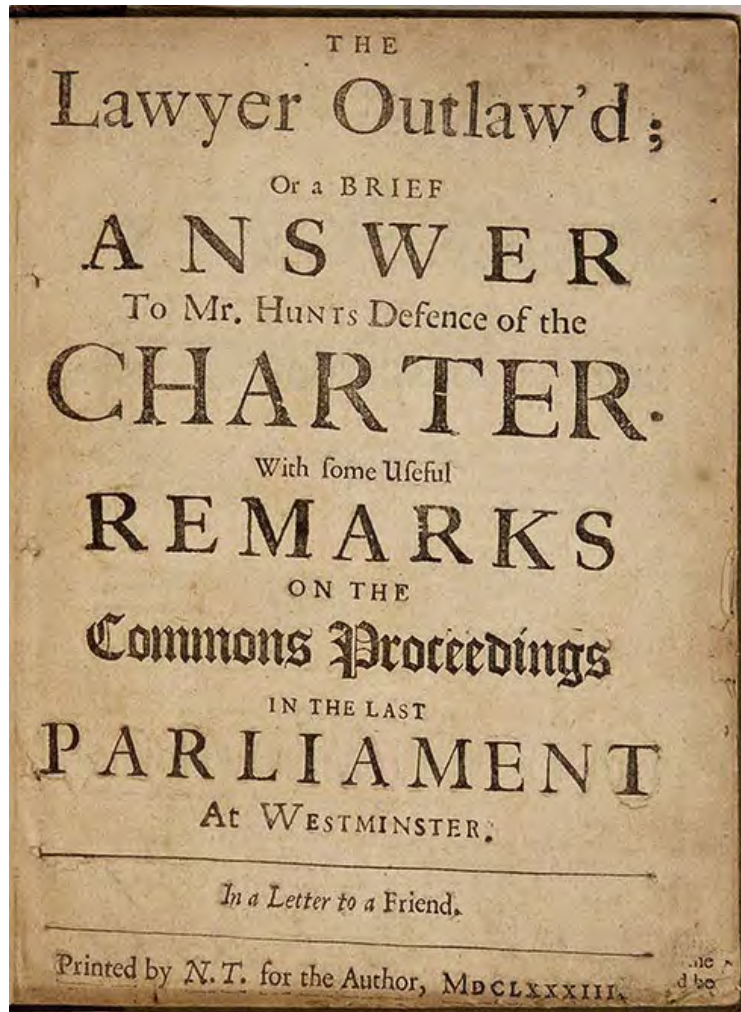 THE
Lawyer Outlaw'd;
Or a BRIEF
ANSWER
To Mr. HUNTS Defence of the
CHARTER.
With ſome Uſeful
REMARKS
ON THE
Commons Proceedings
IN THE LAST
PARLIAMENT
At WESTMINSTER.
In a Letter to a Friend.
Printed by N.T. for the Author, MDCLXXXIII.